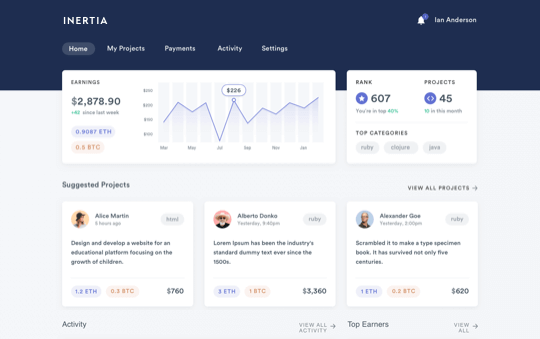 INERTIA
Ian Anderson
Home My Projects Payments Activity Settings
EARNINGS
$2,878.90
+42 since last week
0.9087 ETH
0.5 BTC
$226
Mar May Jul Sep Nov Jan
RANK
607
You're in top 40%
PROJECTS
45
10 in this month
TOP CATEGORIES
ruby clojure java
Suggested Projects
VIEW ALL PROJECTS →
Alice Martin
5 hours ago
html
Design and develop a website for an
educational platform focusing on the
growth of children.
1.2 ETH 0.3 BTC $760
Alberto Donko
Yesterday, 9:40pm
ruby
Lorem Ipsum has been the industry's
standard dummy text ever since the
1500s.
3 ETH 1 BTC $3,360
Alexander Goe
Yesterday, 2:00pm
ruby
Scrambled it to make a type specimen
book. It has survived not only five
centuries.
1 ETH 0.2 BTC $620
Activity
VIEW ALL
ACTIVITY →
Top Earners
VIEW
ALL →